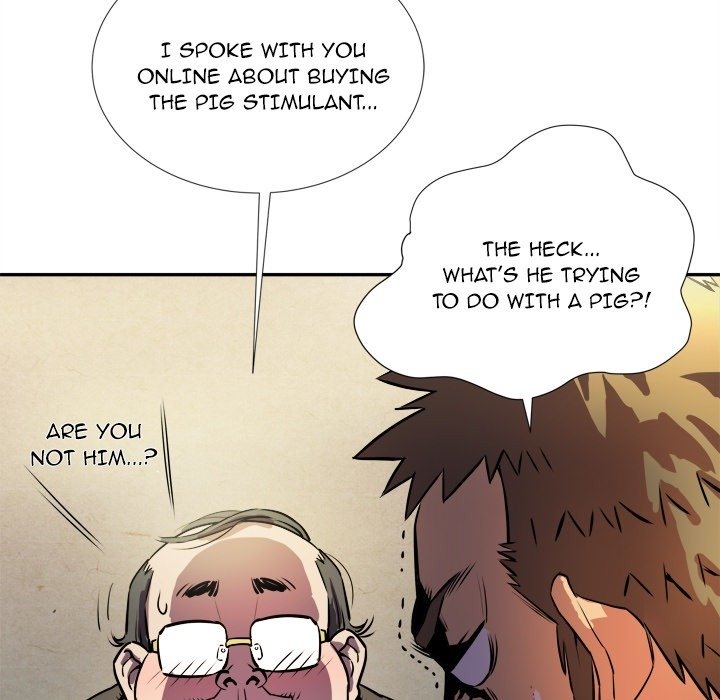 I SPOKE WITH YOU
ONLINE ABOUT BUYING
THE PIG STIMULANT...
THE HECK...
WHAT'S HE TRYING
TO DO WITH A PIG?!
ARE YOU
NOT HIM...?